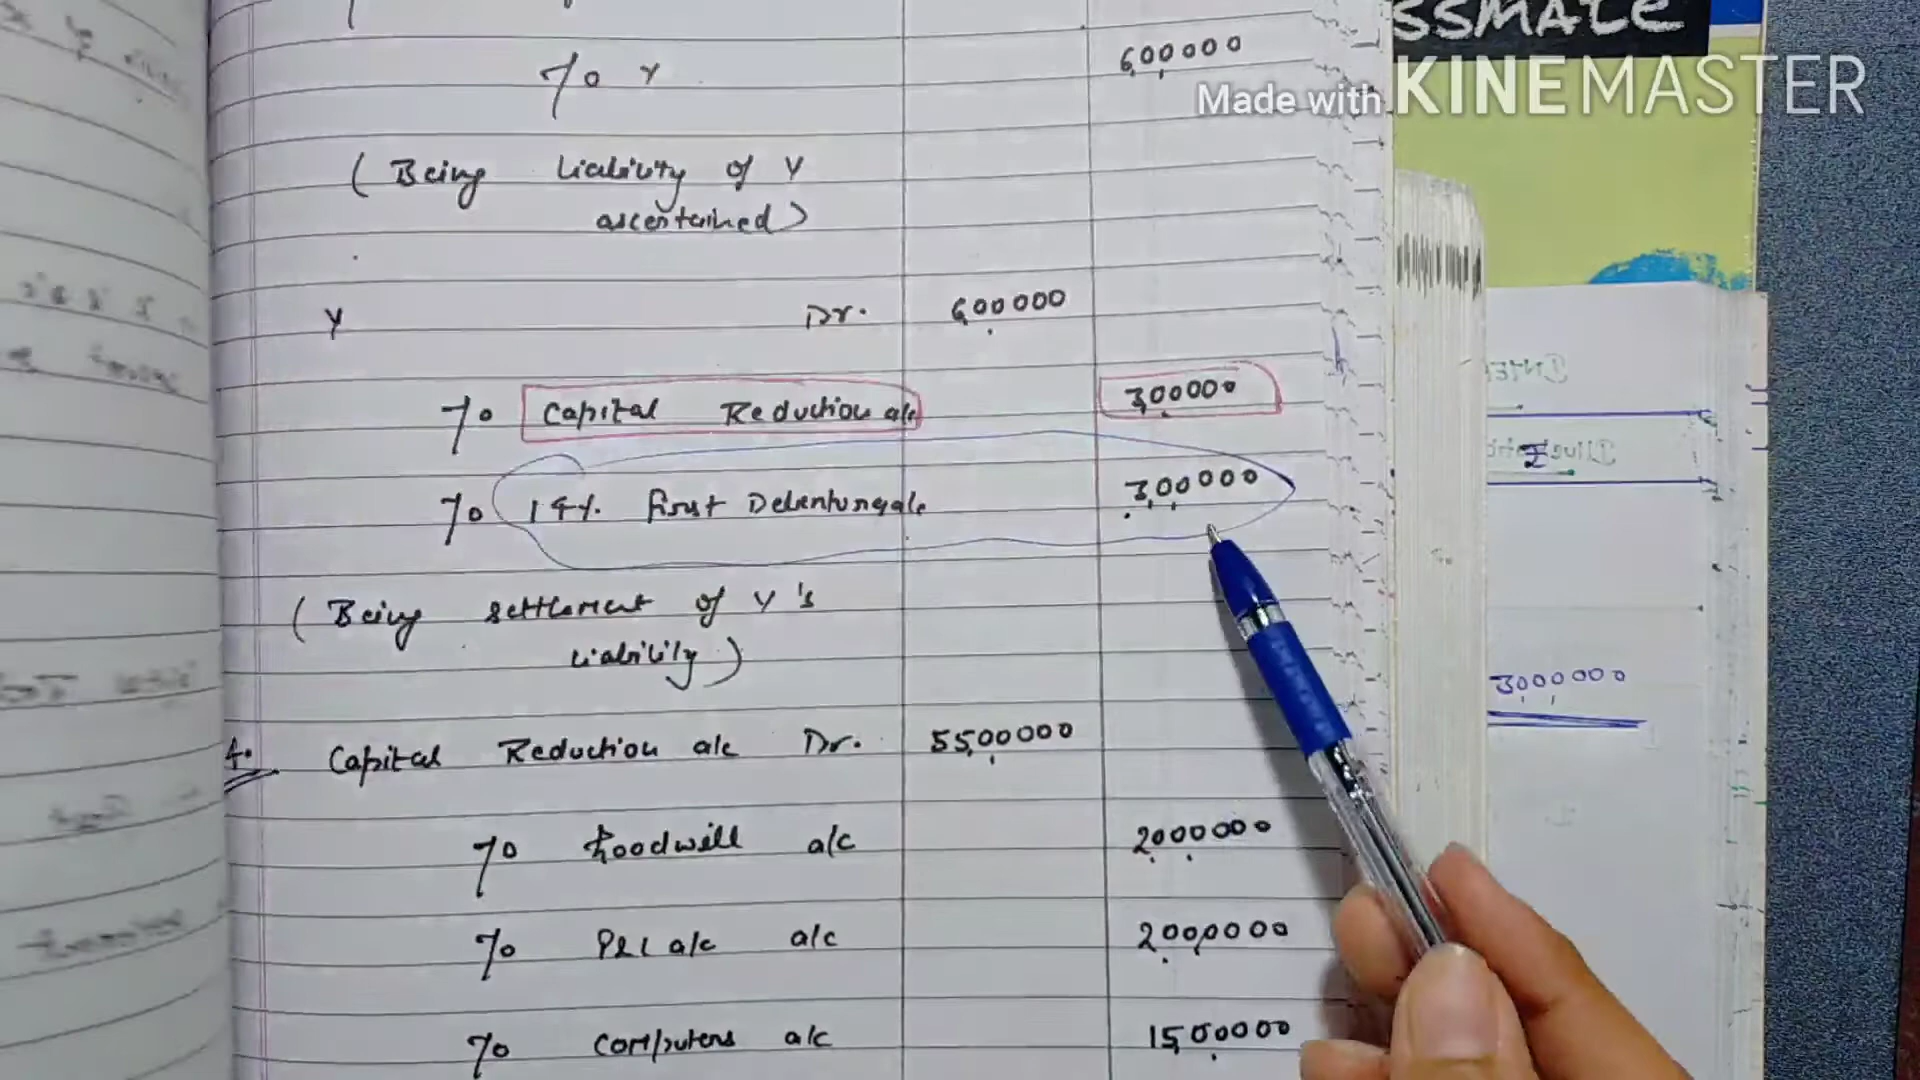 SSMATE
Made with KINEMASTER
To Y 600000
( Being liability of Y
ascertained)
Y Dr. 600000
To Capital Reduction a/c 300000
To 14% first Debentures a/c 300000
( Being settlement of Y's
liability )
4. Capital Reduction a/c Dr. 5500000
To Goodwill a/c 2000000
To P&L a/c a/c 2000000
To Computers a/c 1500000
3000000